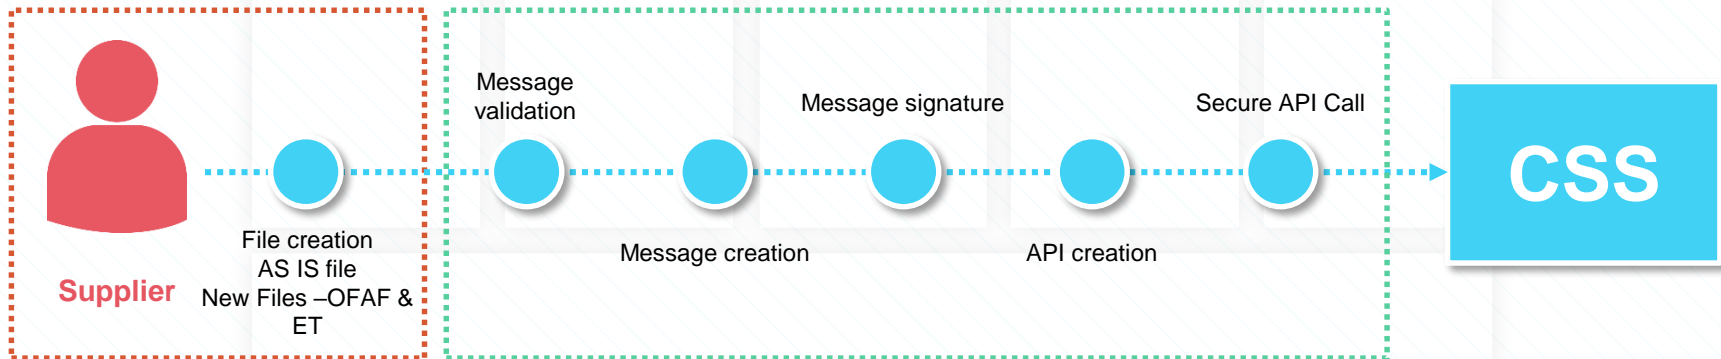 Supplier
File creation
AS IS file
New Files –OFAF &
ET
Message
validation
Message creation
Message signature
API creation
Secure API Call
CSS